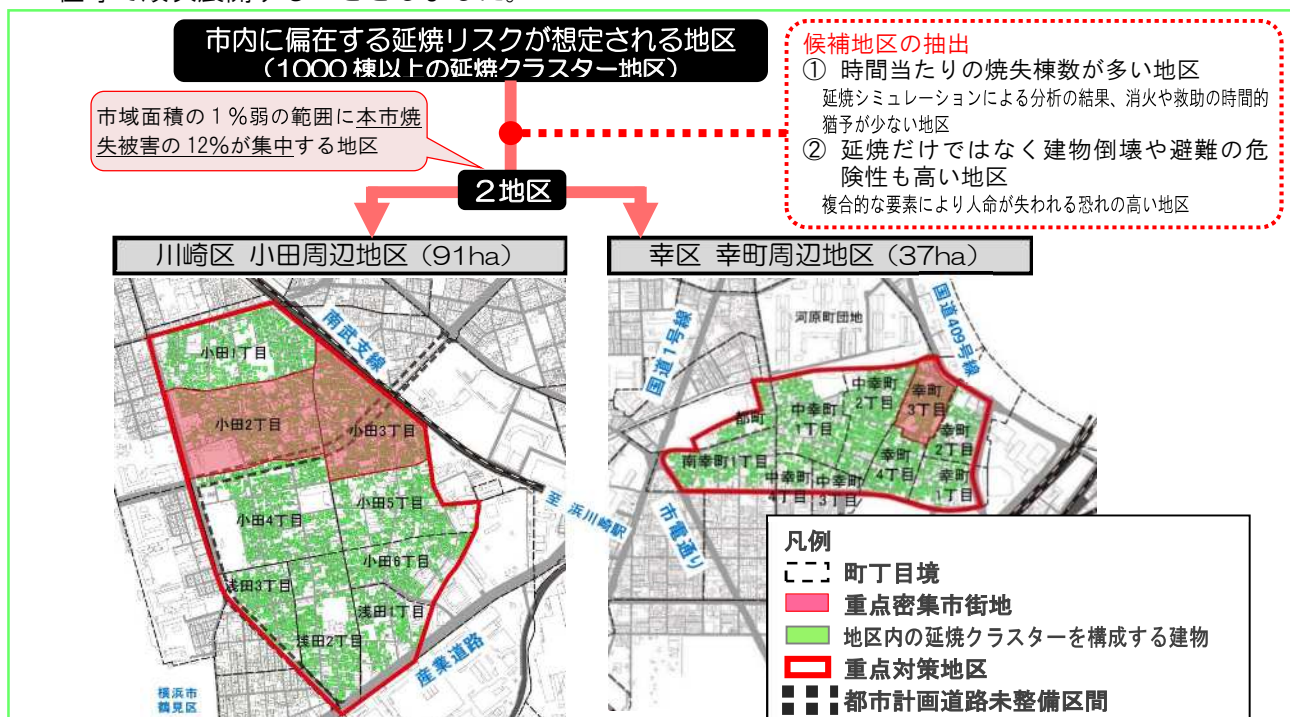 市内に偏在する延焼リスクが想定される地区
（1000 棟以上の延焼クラスター地区）
候補地区の抽出
① 時間当たりの焼失棟数が多い地区
延焼シミュレーションによる分析の結果、消火や救助の時間的
猶予が少ない地区
② 延焼だけではなく建物倒壊や避難の危
険性も高い地区
複合的な要素により人命が失われる恐れの高い地区
市域面積の１％弱の範囲に本市焼
失被害の 12％が集中する地区
２地区
川崎区 小田周辺地区（91ha）
幸区 幸町周辺地区（37ha）
南武支線
小田1丁目
小田2丁目
小田3丁目
小田4丁目
小田5丁目
小田6丁目
浅田3丁目
浅田1丁目
浅田2丁目
産業道路
横浜市
鶴見区
至 浜川崎駅
河原町団地
国道409号線
国道1号線
都町
中幸町
1丁目
中幸町
2丁目
幸町
3丁目
幸町
2丁目
南幸町1丁目
中幸町
4丁目
中幸町
3丁目
幸町
4丁目
幸町
1丁目
市電通り
凡例
町丁目境
重点密集市街地
地区内の延焼クラスターを構成する建物
重点対策地区
都市計画道路未整備区間